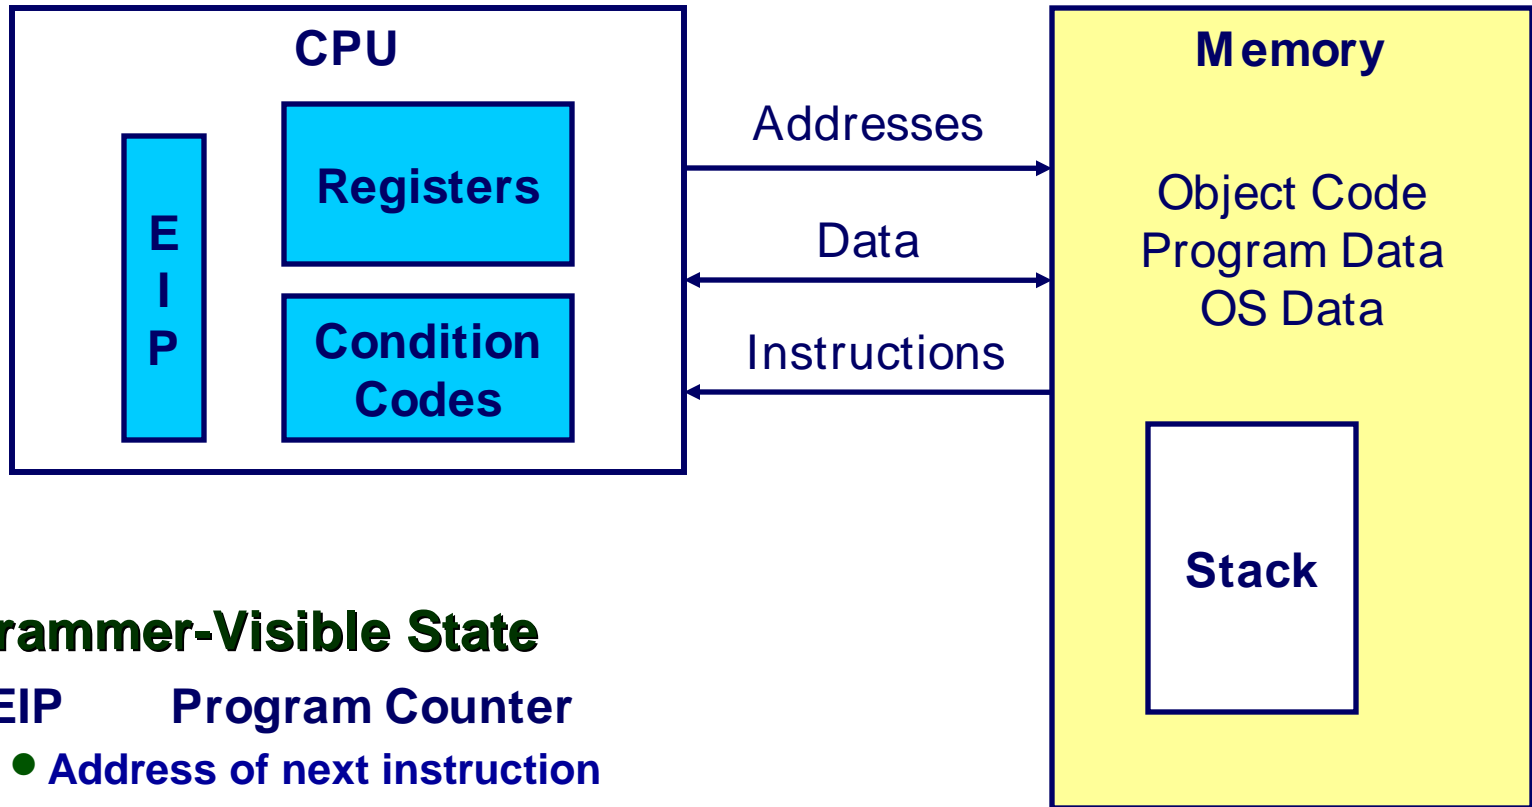 CPU
E
I
P
Registers
Condition
Codes
Addresses
Data
Instructions
Memory
Object Code
Program Data
OS Data
Stack
rammer-Visible State
EIP Program Counter
• Address of next instruction